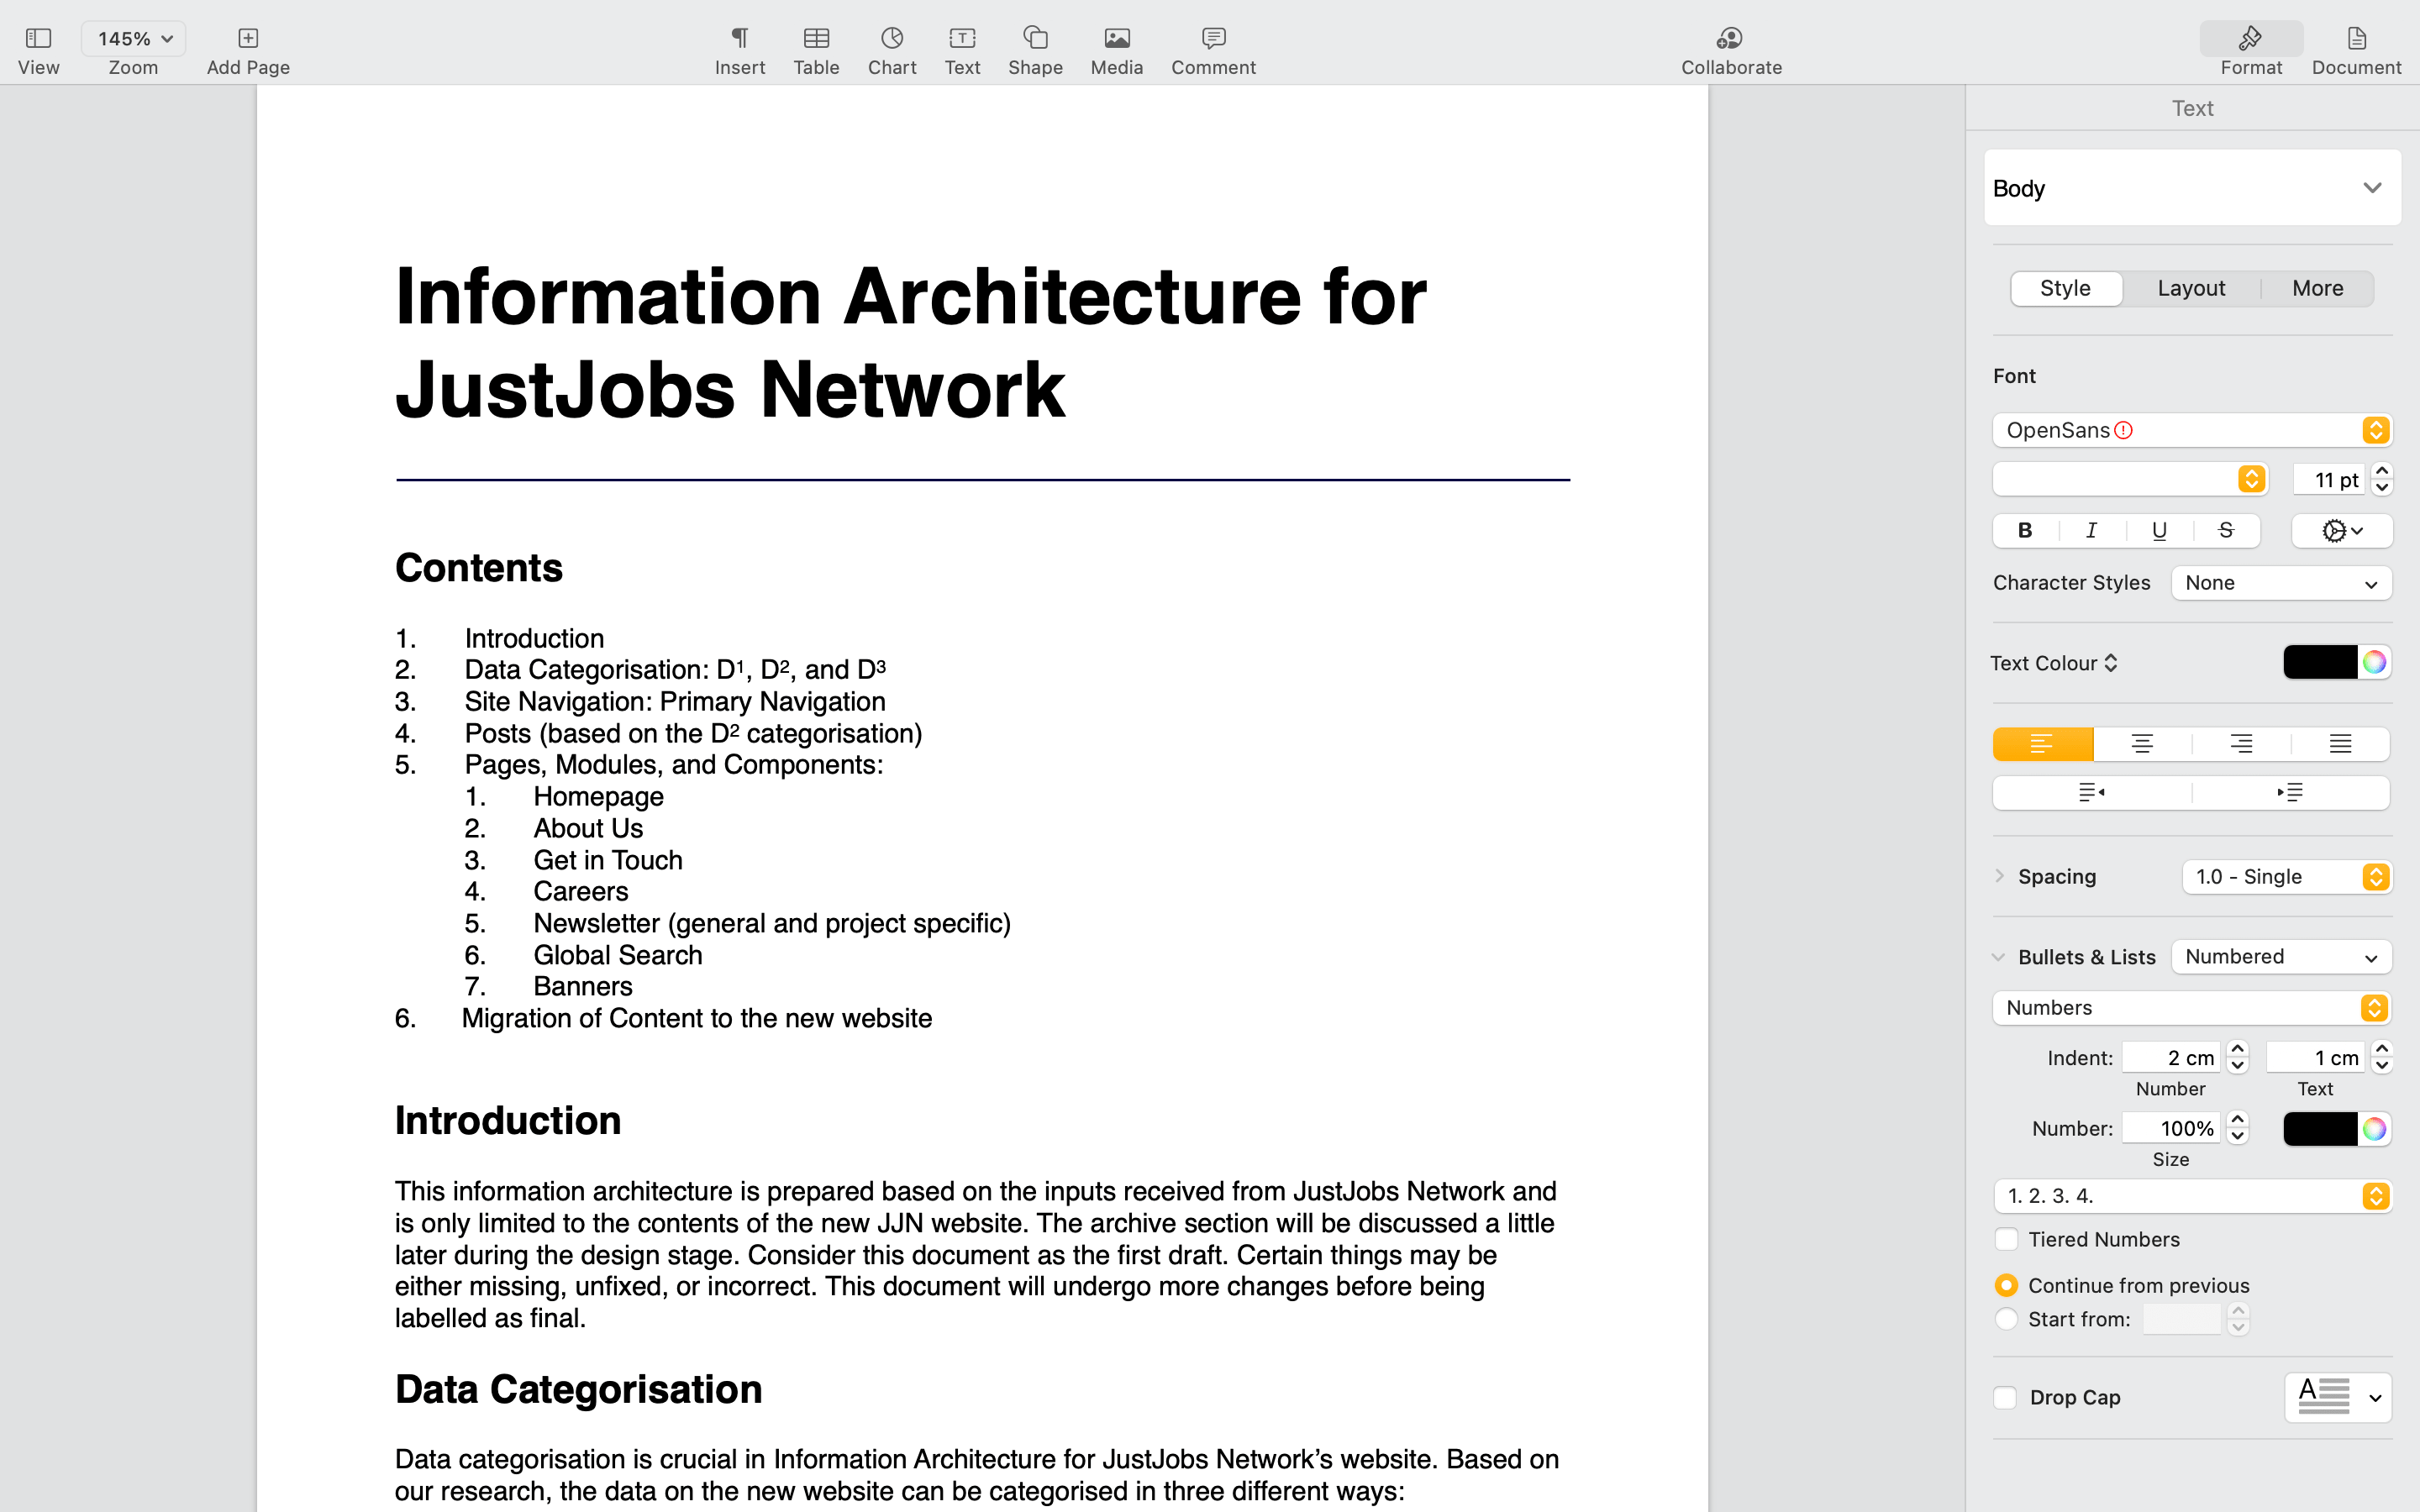 145%
View
Zoom
Add Page
Insert
Table
Chart
Text
Shape
Media
Comment
Collaborate
Format
Document
Information Architecture for
JustJobs Network
Contents
1. Introduction
2. Data Categorisation: D¹, D², and D³
3. Site Navigation: Primary Navigation
4. Posts (based on the D² categorisation)
5. Pages, Modules, and Components:
1. Homepage
2. About Us
3. Get in Touch
4. Careers
5. Newsletter (general and project specific)
6. Global Search
7. Banners
6. Migration of Content to the new website
Introduction
This information architecture is prepared based on the inputs received from JustJobs Network and
is only limited to the contents of the new JJN website. The archive section will be discussed a little
later during the design stage. Consider this document as the first draft. Certain things may be
either missing, unfixed, or incorrect. This document will undergo more changes before being
labelled as final.
Data Categorisation
Data categorisation is crucial in Information Architecture for JustJobs Network’s website. Based on
our research, the data on the new website can be categorised in three different ways:
Text
Body
Style
Layout
More
Font
OpenSans
11 pt
B I U S
Character Styles
None
Text Colour
Spacing
1.0 - Single
Bullets & Lists
Numbered
Numbers
Indent:
2 cm
1 cm
Number
Text
Number:
100%
Size
1. 2. 3. 4.
Tiered Numbers
Continue from previous
Start from:
Drop Cap
A